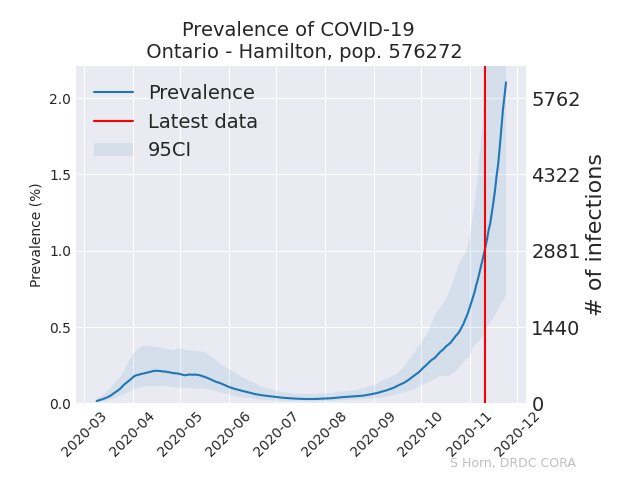 Prevalence of COVID-19
Ontario - Hamilton, pop. 576272
Prevalence
Latest data
95CI
Prevalence (%)
2.0
1.5
1.0
0.5
0.0
5762
4322
2881
1440
0
# of infections
2020-03
2020-04
2020-05
2020-06
2020-07
2020-08
2020-09
2020-10
2020-11
2020-12
S Horn, DRDC CORA